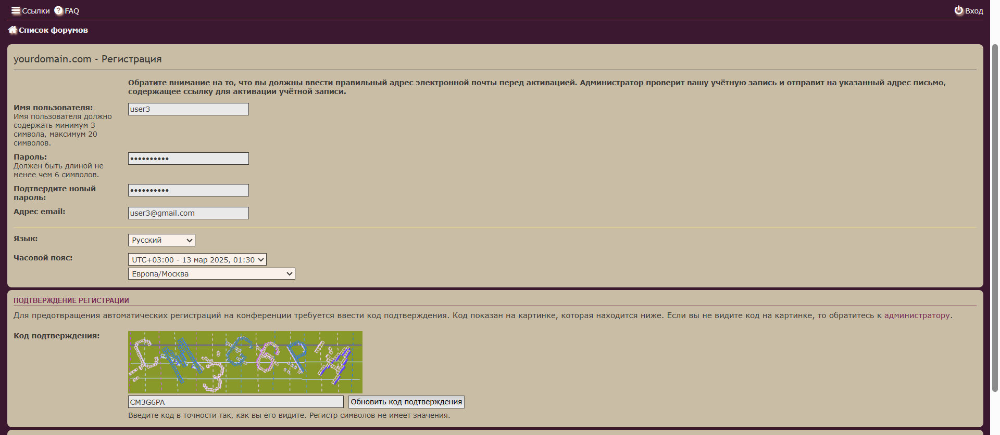 Ссылки FAQ Вход
Список форумов
yourdomain.com - Регистрация
Обратите внимание на то, что вы должны ввести правильный адрес электронной почты перед активацией. Администратор проверит вашу учётную запись и отправит на указанный адрес письмо,
содержащее ссылку для активации учётной записи.
Имя пользователя: user3
Имя пользователя должно
содержать минимум 3
символа, максимум 20
символов.
Пароль: ••••••••••
Должен быть длиной не
менее чем 6 символов.
Подтвердите новый ••••••••••
пароль:
Адрес email: user3@gmail.com
Язык: Русский
Часовой пояс: UTC+03:00 - 13 мар 2025, 01:30
Европа/Москва
ПОДТВЕРЖДЕНИЕ РЕГИСТРАЦИИ
Для предотвращения автоматических регистраций на конференции требуется ввести код подтверждения. Код показан на картинке, которая находится ниже. Если вы не видите код на картинке, то обратитесь к администратору.
Код подтверждения:
CM3G6PA Обновить код подтверждения
Введите код в точности так, как вы его видите. Регистр символов не имеет значения.